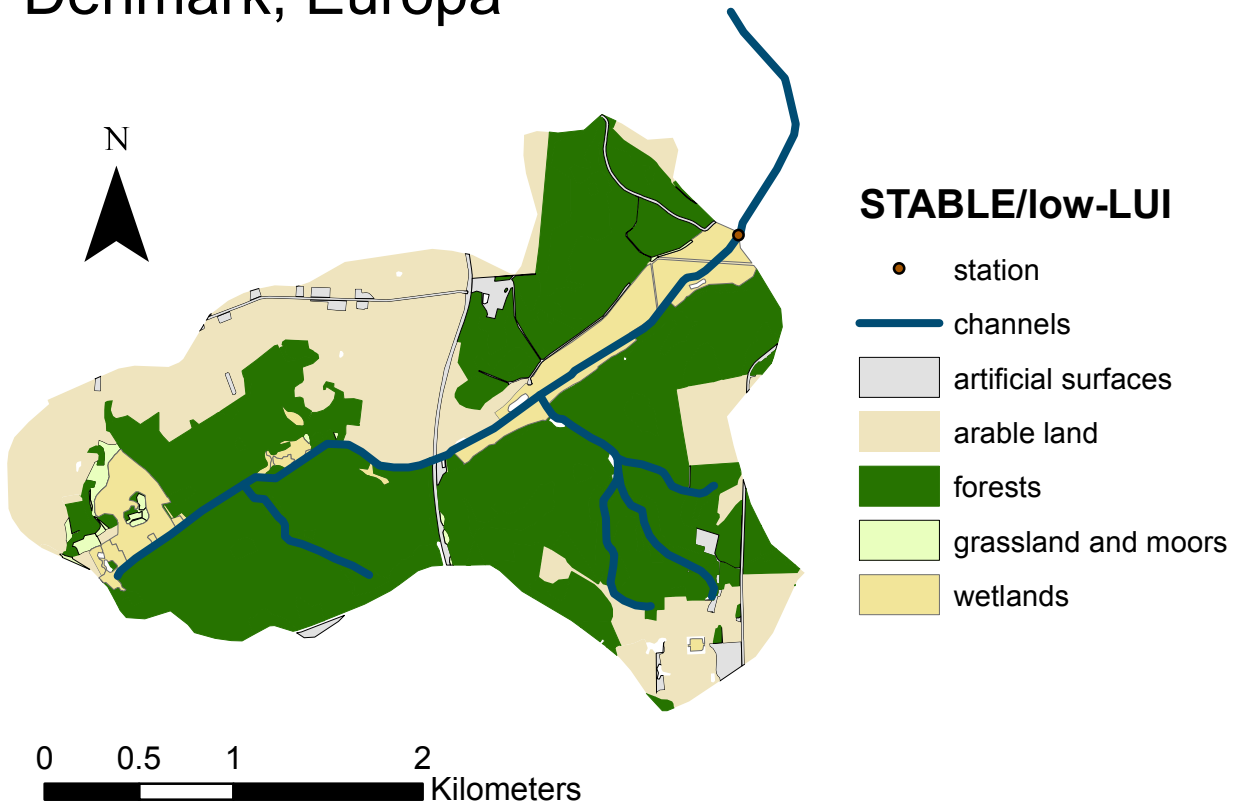 Denmark, Europa
N
STABLE/low-LUI
station
channels
artificial surfaces
arable land
forests
grassland and moors
wetlands
0 0.5 1 2
Kilometers